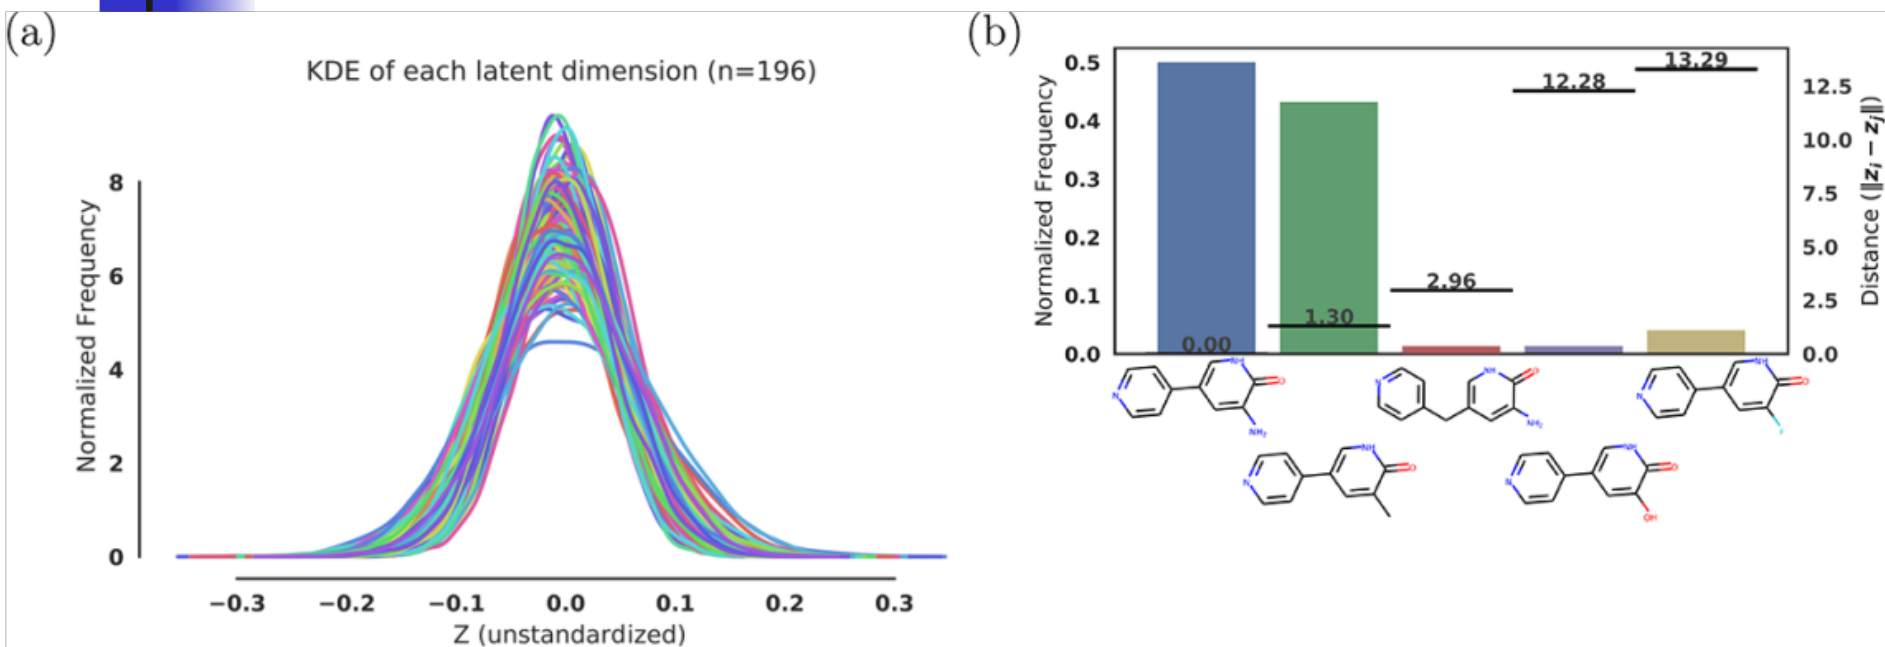 (a)
KDE of each latent dimension (n=196)
Normalized Frequency
8
6
4
2
0
−0.3 −0.2 −0.1 0.0 0.1 0.2 0.3
Z (unstandardized)
(b)
Normalized Frequency
0.5
0.4
0.3
0.2
0.1
0.0
0.00
1.30
2.96
12.28
13.29
12.5
10.0
7.5
5.0
2.5
0.0
Distance (‖z_i − z_j‖)
N NH O NH₂
N NH O NH₂
N NH O F
N NH O
N NH O OH